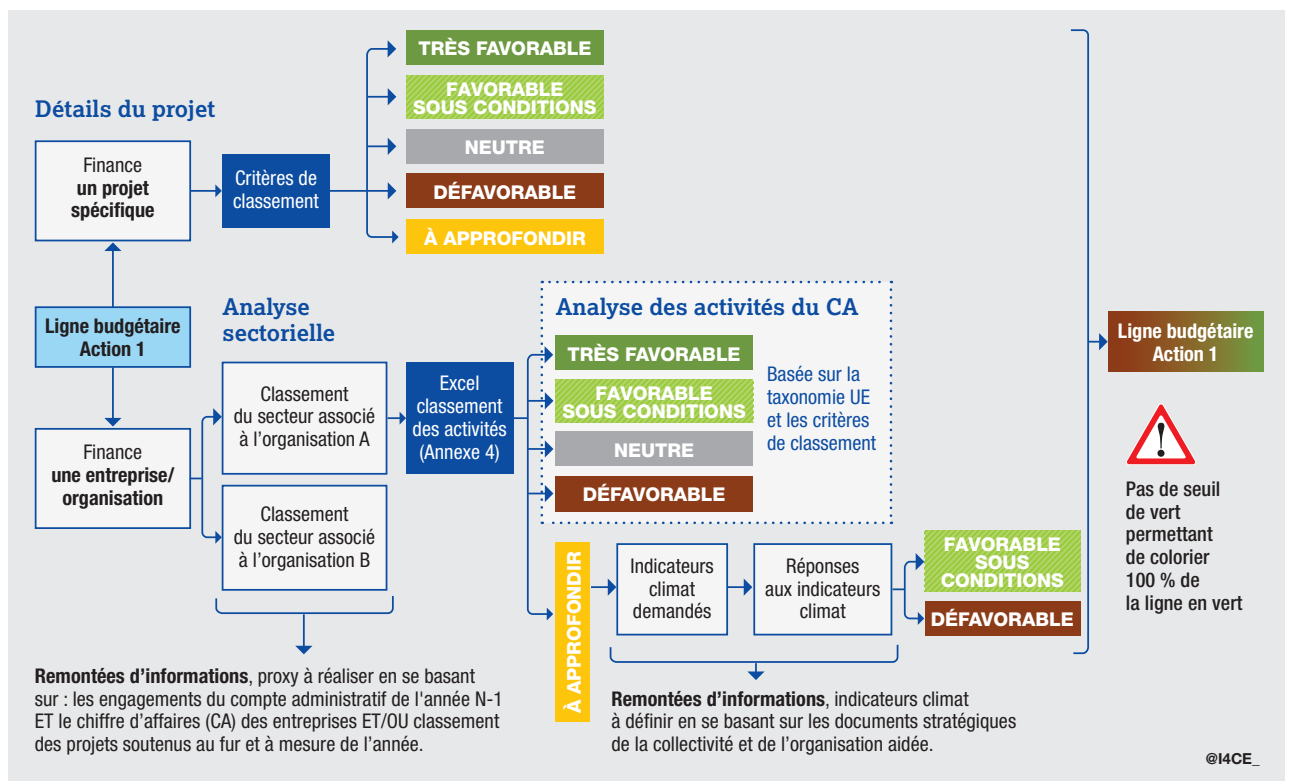 Détails du projet
Finance
un projet
spécifique
Critères de
classement
TRÈS FAVORABLE
FAVORABLE
SOUS CONDITIONS
NEUTRE
DÉFAVORABLE
À APPROFONDIR
Ligne budgétaire
Action 1
Finance
une entreprise/
organisation
Analyse
sectorielle
Classement
du secteur associé
à l'organisation A
Classement
du secteur associé
à l'organisation B
Excel
classement
des activités
(Annexe 4)
Analyse des activités du CA
TRÈS FAVORABLE
FAVORABLE
SOUS CONDITIONS
NEUTRE
DÉFAVORABLE
Basée sur la
taxonomie UE
et les critères
de classement
À APPROFONDIR
Indicateurs
climat
demandés
Réponses
aux indicateurs
climat
FAVORABLE
SOUS
CONDITIONS
DÉFAVORABLE
Ligne budgétaire
Action 1
Pas de seuil
de vert
permettant
de colorier
100 % de
la ligne en vert
Remontées d'informations, proxy à réaliser en se basant
sur : les engagements du compte administratif de l'année N-1
ET le chiffre d'affaires (CA) des entreprises ET/OU classement
des projets soutenus au fur et à mesure de l'année.
Remontées d'informations, indicateurs climat
à définir en se basant sur les documents stratégiques
de la collectivité et de l'organisation aidée.
@I4CE_